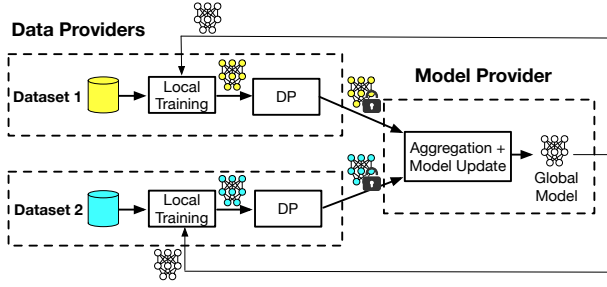 Data Providers
Dataset 1
Local
Training
DP
Model Provider
Aggregation +
Model Update
Global
Model
Dataset 2
Local
Training
DP